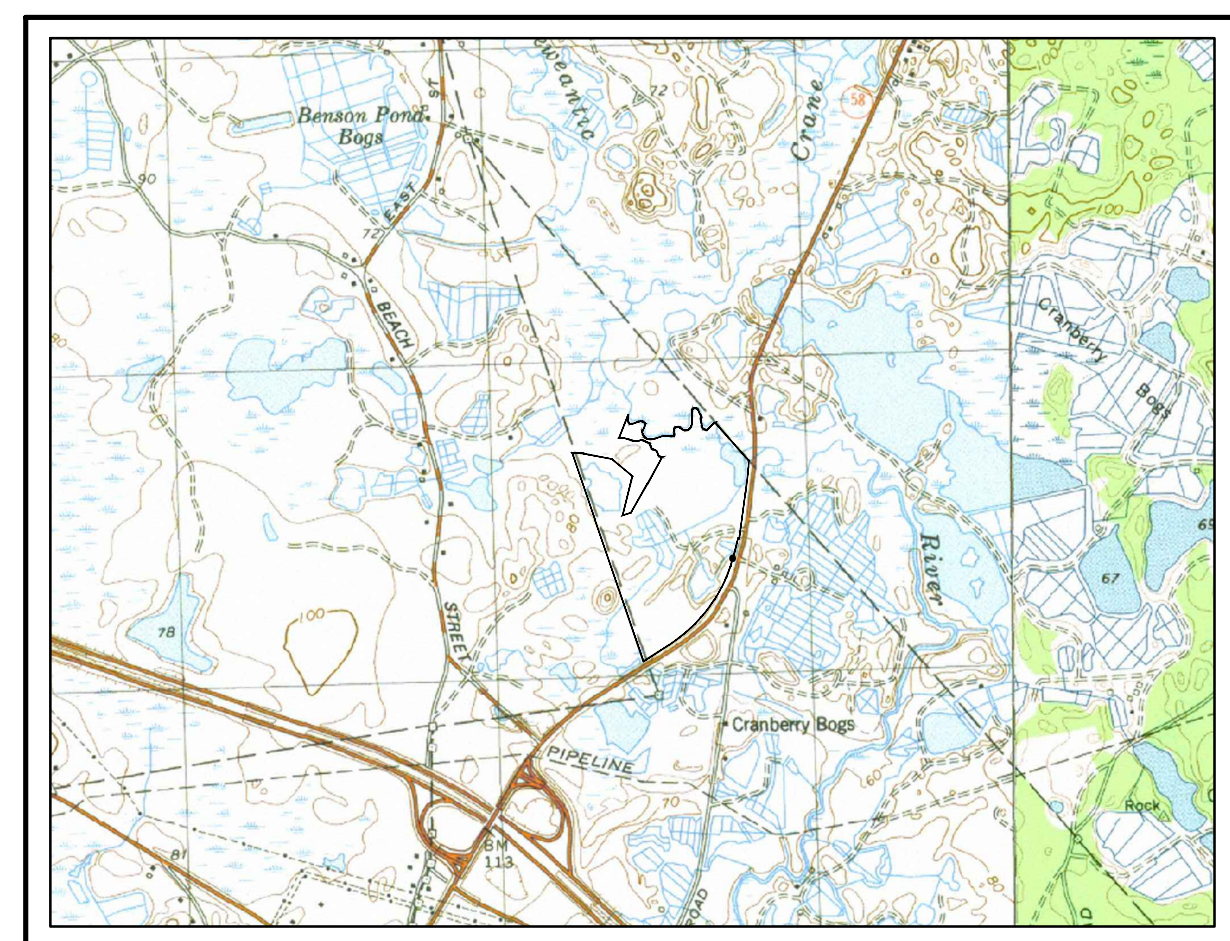 ST
Benson Pond
Bogs
72
58
Crane
90
EAST
72
70
100
Cranberry
Bogs
80
BEACH
80
River
67
78
100
STREET
Cranberry Bogs
PIPELINE
60
70
Rock
BM
113
81
80
ROAD
D